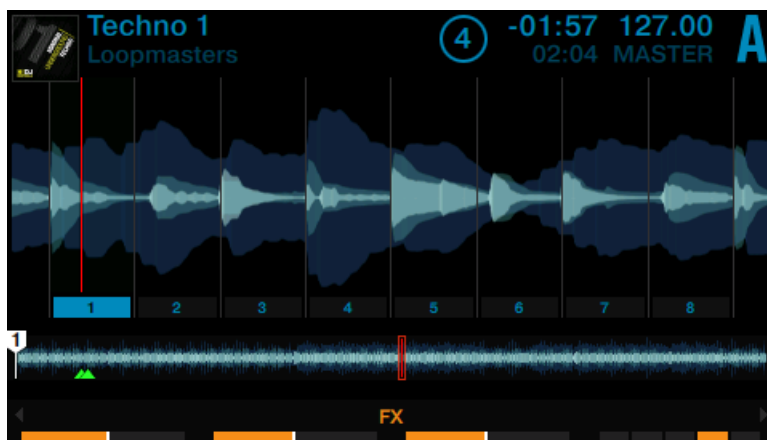 Techno 1
Loopmasters
4
-01:57 127.00
02:04 MASTER
A
1 2 3 4 5 6 7 8
1
FX